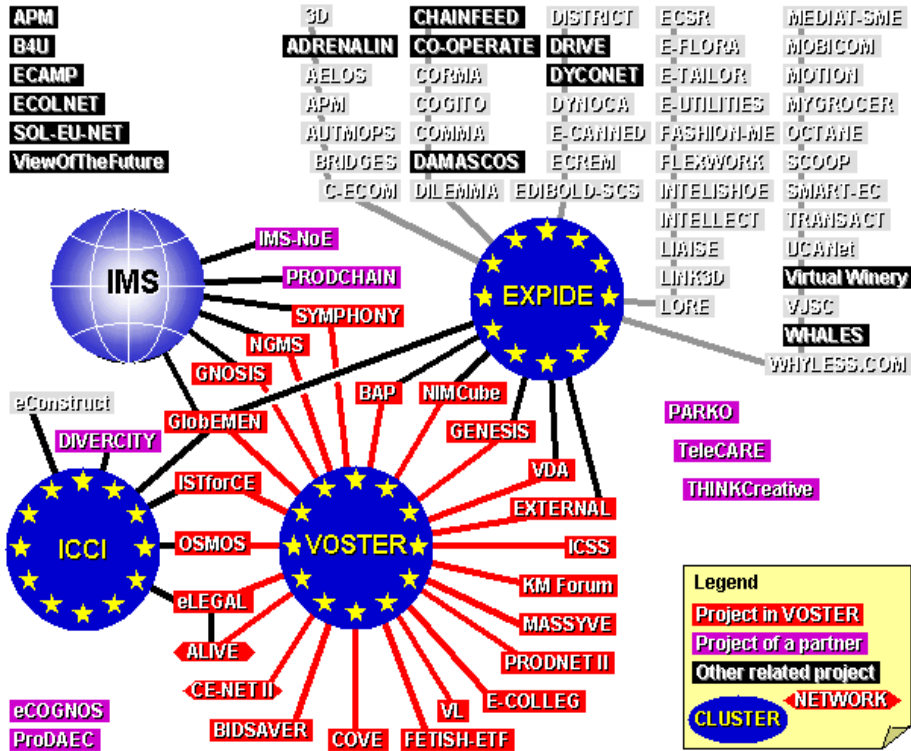 APM
B4U
ECAMP
ECOLNET
SOL-EU-NET
ViewOfTheFuture
3D
ADRENALIN
AELOS
APM
AUTMOPS
BRIDGES
C-ECOM
CHAINFEED
CO-OPERATE
CORMA
COGITO
COMMA
DAMASCOS
DILEMMA
DISTRICT
DRIVE
DYCONET
DYNOCA
E-CANNED
ECREM
EDIBOLD-SCS
ECSR
E-FLORA
E-TAILOR
E-UTILITIES
FASHION-ME
FLEXWORK
INTELISHOE
INTELLECT
LIAISE
LINK3D
LORE
MEDIAT-SME
MOBICOM
MOTION
MYGROCER
OCTANE
SCOOP
SMART-EC
TRANSACT
UCANet
Virtual Winery
VJSC
WHALES
WHYLESS.COM
IMS
IMS-NoE
PRODCHAIN
SYMPHONY
NGMS
GNOSIS
GlobEMEN
EXPIDE
BAP
NIMCube
GENESIS
VDA
EXTERNAL
ICSS
KM Forum
MASSYVE
PRODNET II
E-COLLEG
VL
FETISH-ETF
COVE
BIDSAVER
CE-NET II
ALIVE
eLEGAL
OSMOS
ISTforCE
VOSTER
eConstruct
DIVERCITY
ICCI
PARKO
TeleCARE
THINKCreative
eCOGNOS
ProDAEC
Legend
Project in VOSTER
Project of a partner
Other related project
NETWORK
CLUSTER